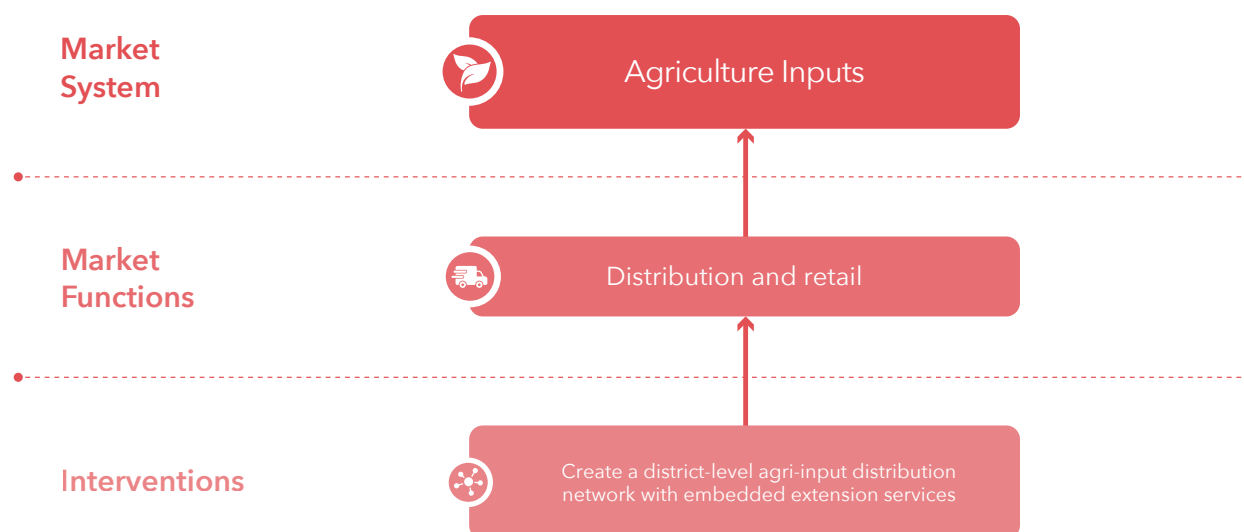 Market
System
Agriculture Inputs
Market
Functions
Distribution and retail
Interventions
Create a district-level agri-input distribution
network with embedded extension services